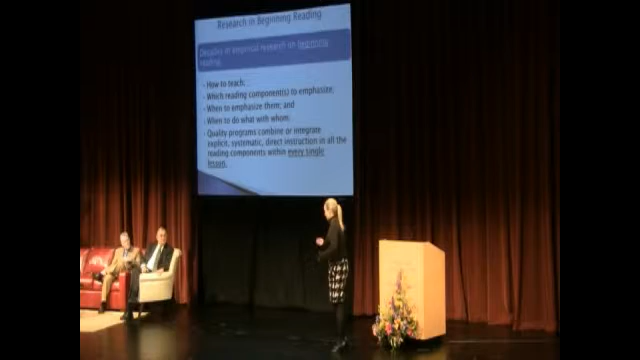 Research in Beginning Reading
Decades in empirical research on beginning
reading.
- How to teach;
- Which reading component(s) to emphasize;
- When to emphasize them; and
- When to do what with whom.
- Quality programs combine or integrate
explicit, systematic, direct instruction in all the
reading components within every single
lesson.